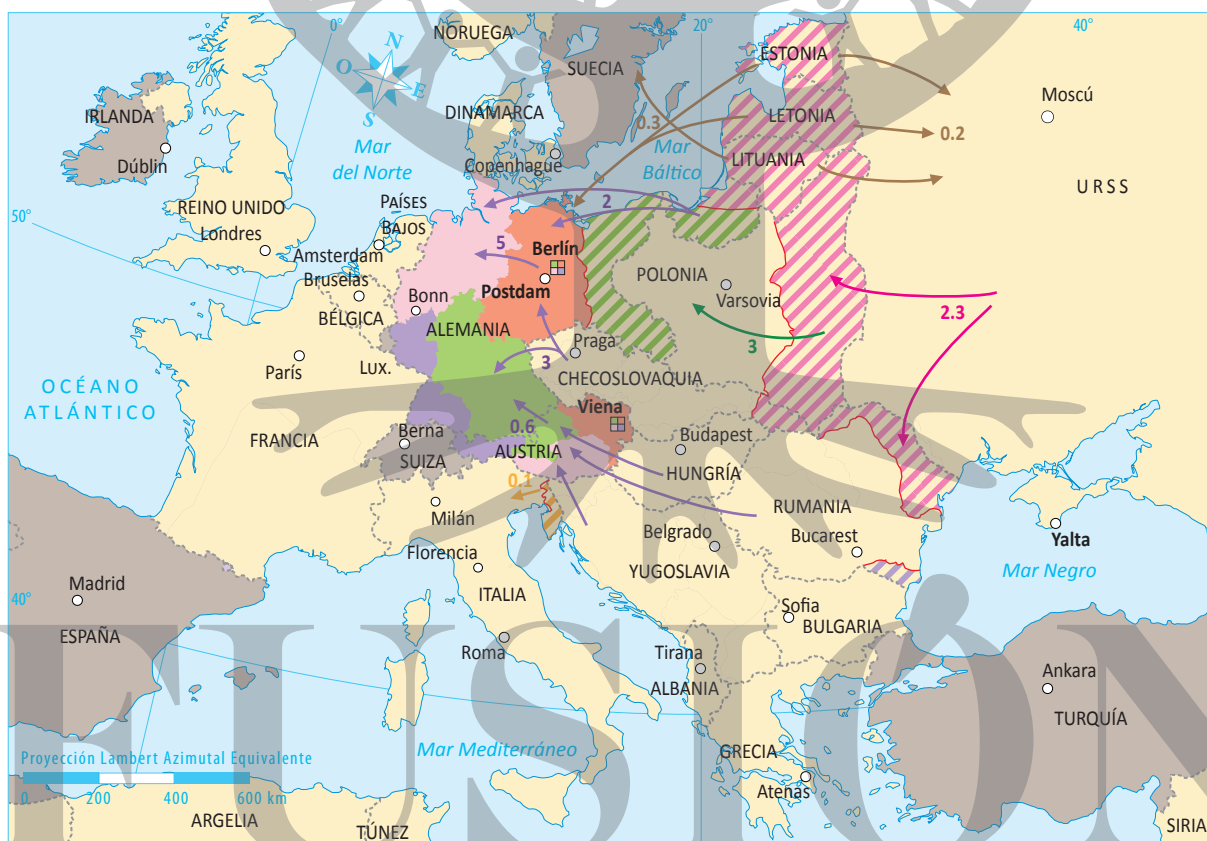 0°
20°
40°
NORUEGA
N
O
E
S
SUECIA
ESTONIA
Moscú
IRLANDA
DINAMARCA
LETONIA
0.3
0.2
Dúblin
Mar
del Norte
Copenhague
Mar
Báltico
LITUANIA
URSS
50°
REINO UNIDO
Londres
PAÍSES
BAJOS
2
Amsterdam
5
Berlín
Bruselas
BÉLGICA
Bonn
Postdam
POLONIA
Varsovia
2.3
ALEMANIA
3
París
Lux.
3
Praga
CHECOSLOVAQUIA
OCÉANO
ATLÁNTICO
Viena
FRANCIA
Berna
SUIZA
0.6
AUSTRIA
Budapest
HUNGRÍA
0.1
Milán
RUMANIA
Belgrado
Bucarest
Yalta
Florencia
YUGOSLAVIA
Mar Negro
Madrid
ITALIA
40°
Sofia
BULGARIA
ESPAÑA
Roma
Tirana
ALBANIA
Ankara
TURQUÍA
Mar Mediterráneo
GRECIA
Proyección Lambert Azimutal Equivalente
0 200 400 600 km
Atenas
ARGELIA
TÚNEZ
SIRIA
FUSIÓN